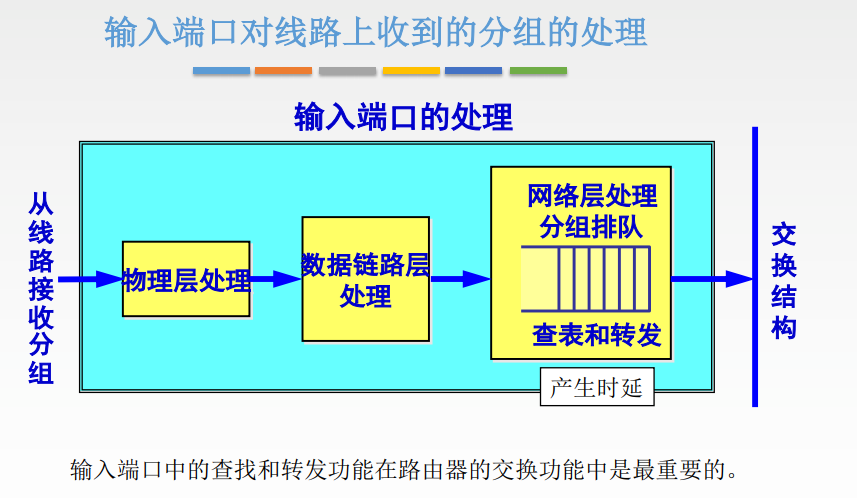 输入端口对线路上收到的分组的处理
输入端口的处理
从线路接收分组
物理层处理
数据链路层
处理
网络层处理
分组排队
查表和转发
产生时延
交换结构
输入端口中的查找和转发功能在路由器的交换功能中是最重要的。